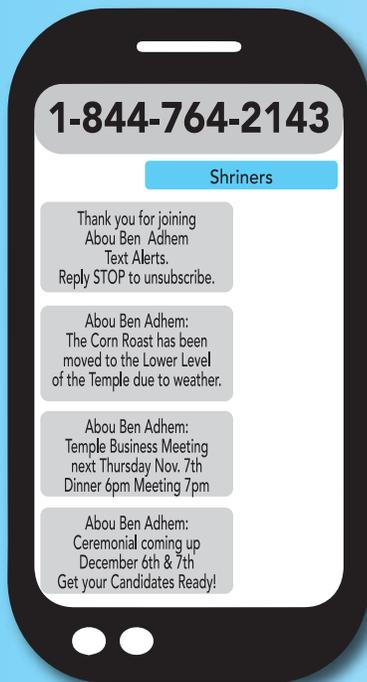 1-844-764-2143
Shriners
Thank you for joining
Abou Ben Adhem
Text Alerts.
Reply STOP to unsubscribe.
Abou Ben Adhem:
The Corn Roast has been
moved to the Lower Level
of the Temple due to weather.
Abou Ben Adhem:
Temple Business Meeting
next Thursday Nov. 7th
Dinner 6pm Meeting 7pm
Abou Ben Adhem:
Ceremonial coming up
December 6th & 7th
Get your Candidates Ready!